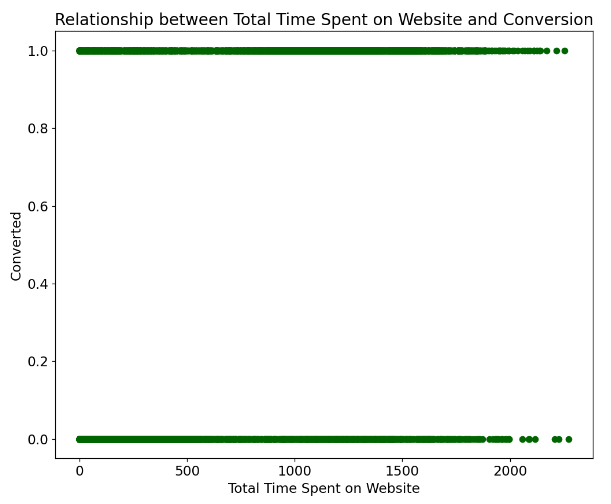 Relationship between Total Time Spent on Website and Conversion
1.0
0.8
0.6
0.4
0.2
0.0
Converted
0 500 1000 1500 2000
Total Time Spent on Website